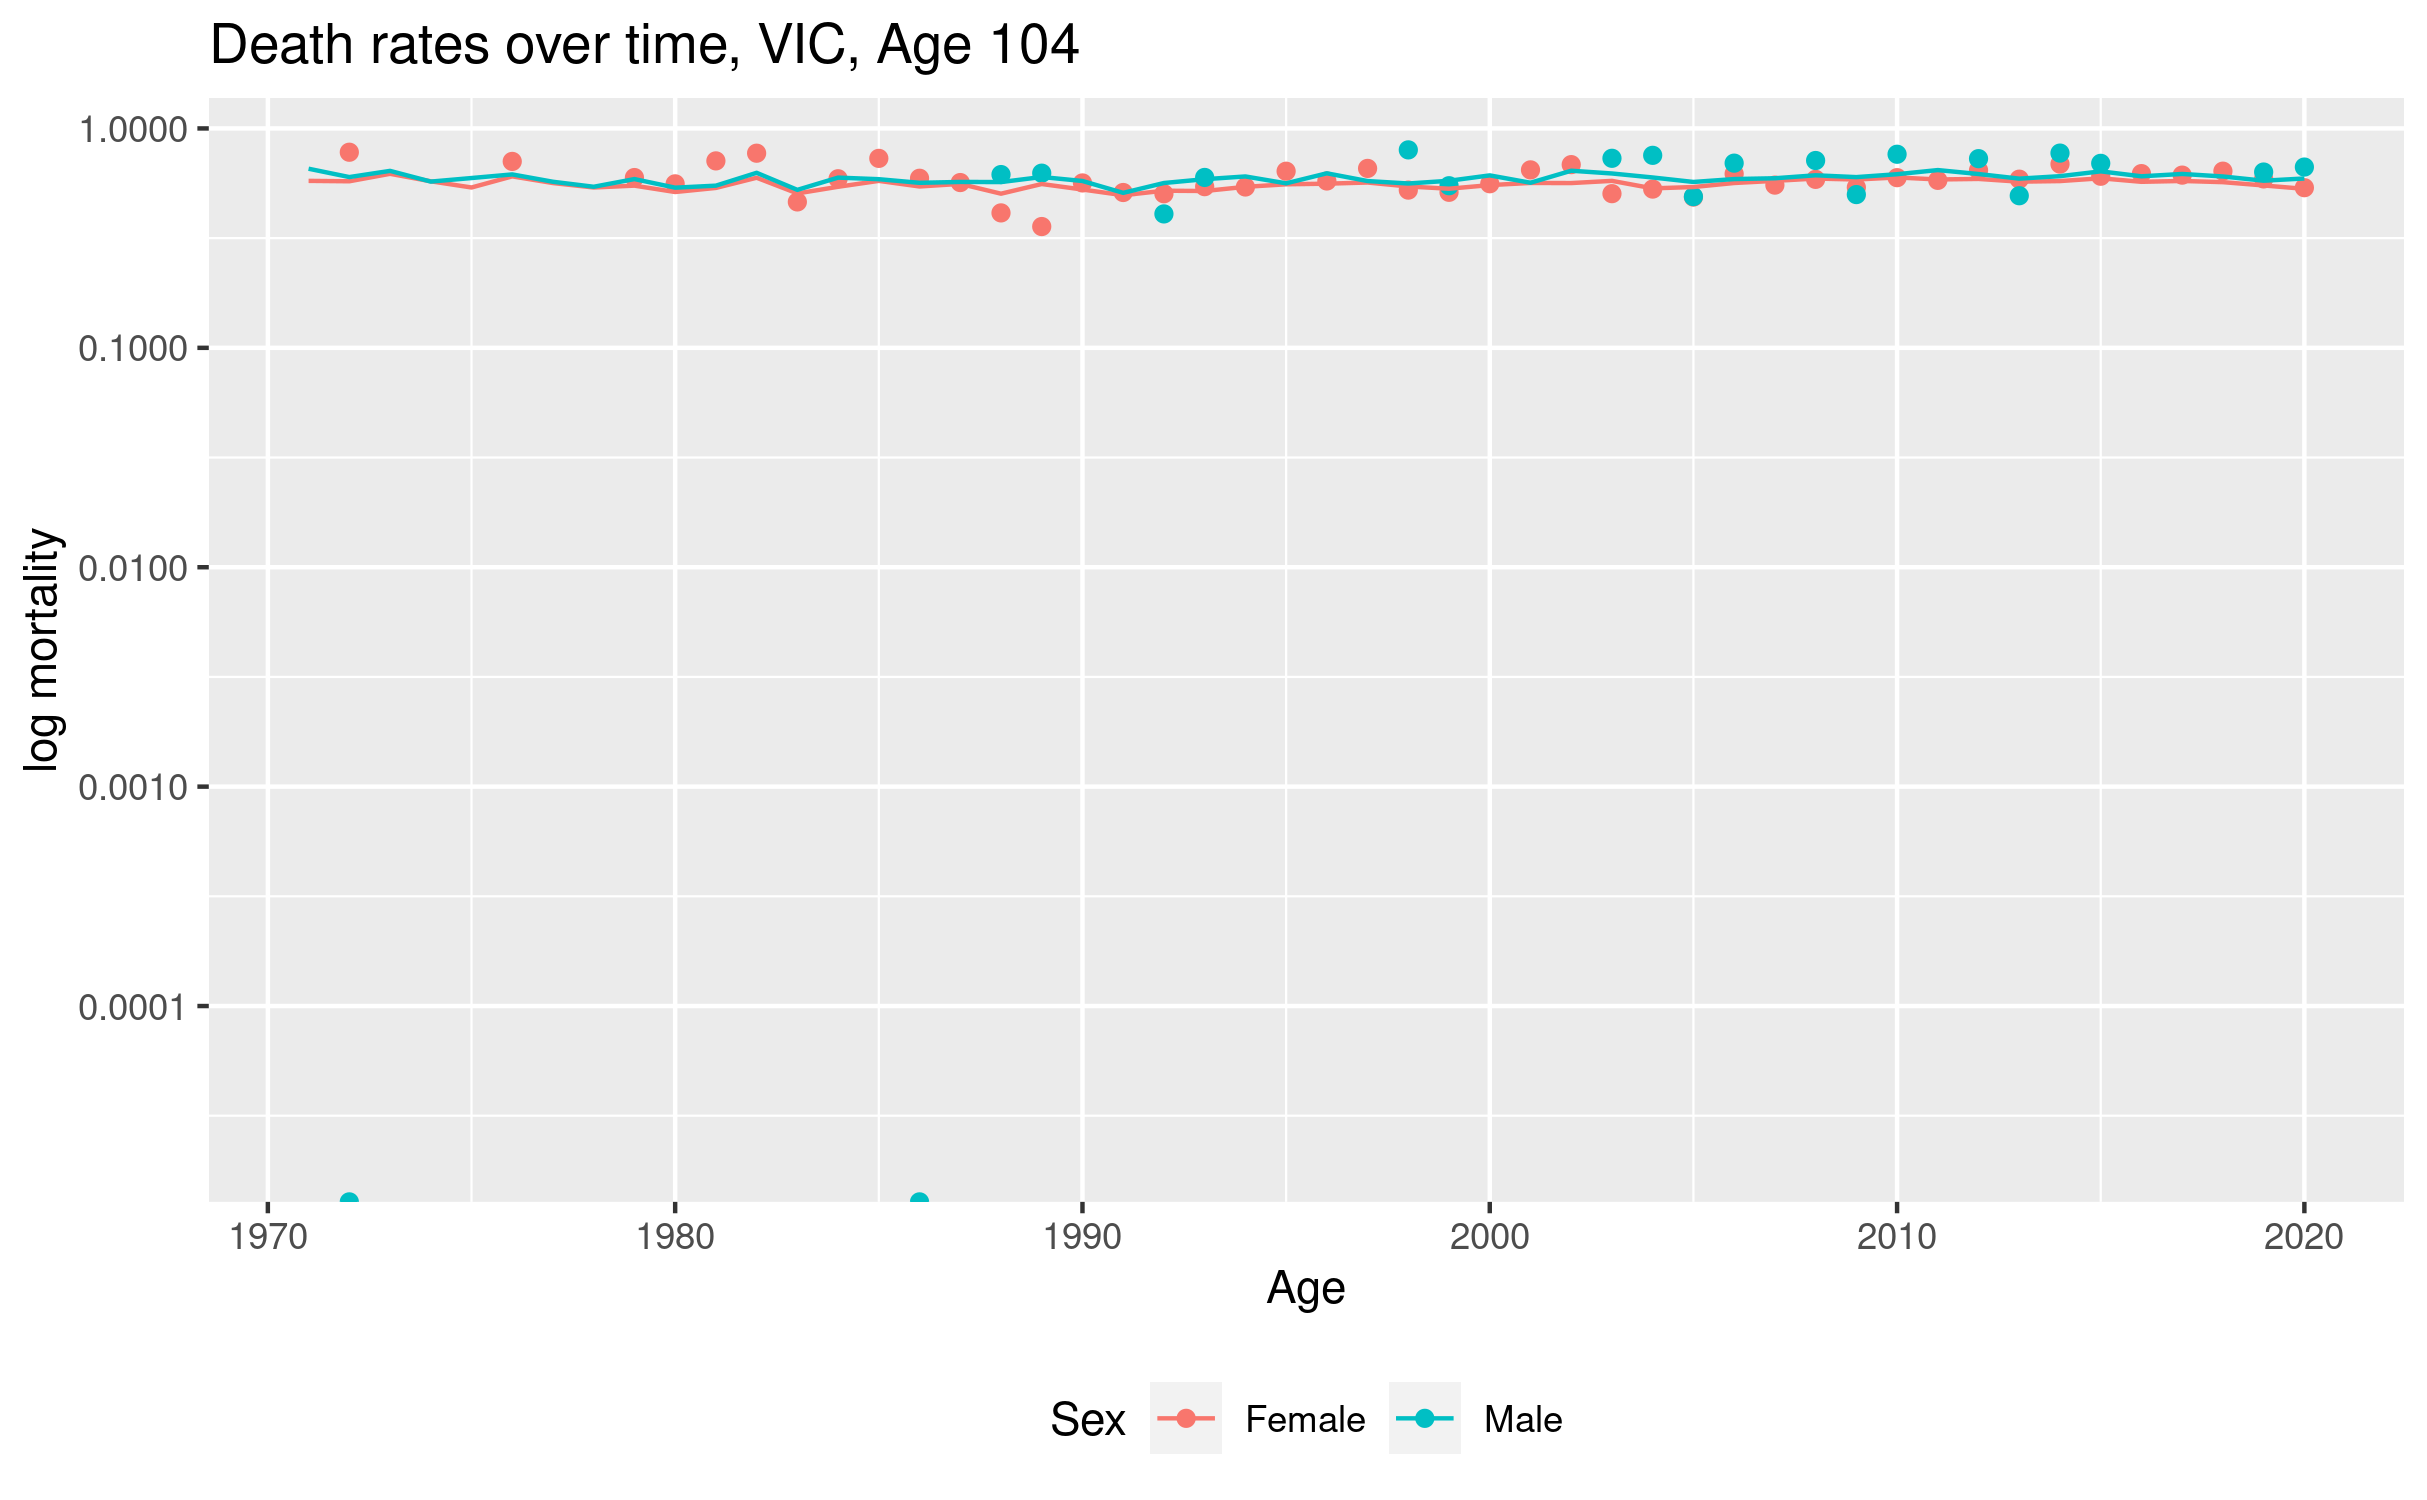 Death rates over time, VIC, Age 104
1.0000
0.1000
0.0100
0.0010
0.0001
log mortality
1970 1980 1990 2000 2010 2020
Age
Sex Female Male